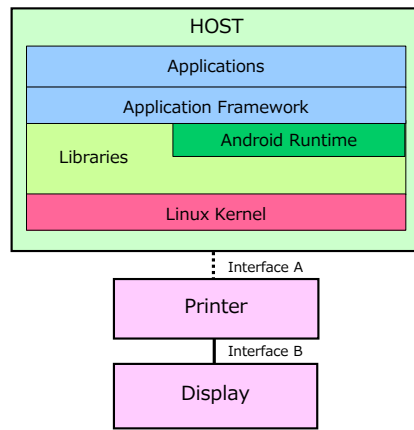 HOST
Applications
Application Framework
Android Runtime
Libraries
Linux Kernel
Interface A
Printer
Interface B
Display